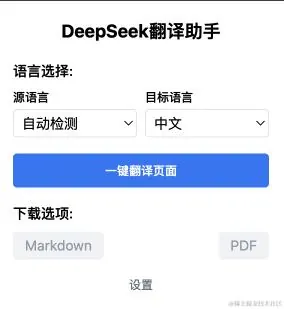 DeepSeek翻译助手
语言选择:
源语言 目标语言
自动检测 中文
一键翻译页面
下载选项:
Markdown PDF
设置
@稀土掘金技术社区